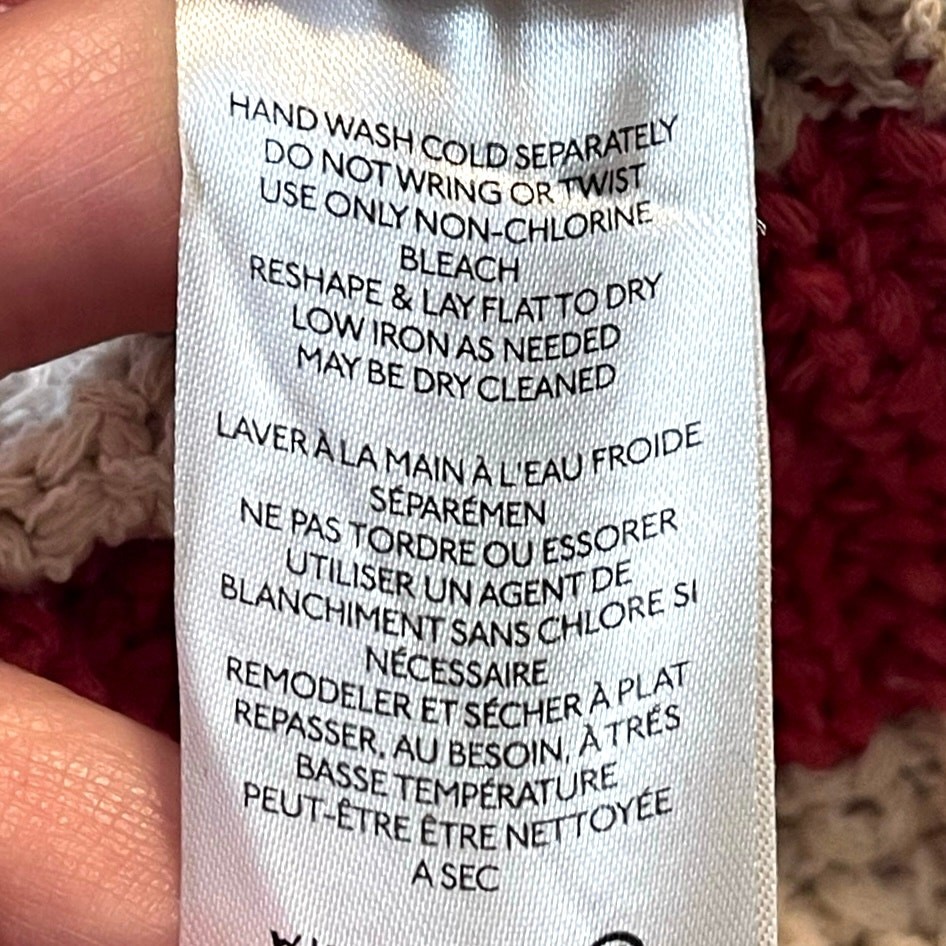 HAND WASH COLD SEPARATELY
DO NOT WRING OR TWIST
USE ONLY NON-CHLORINE
BLEACH
RESHAPE & LAY FLAT TO DRY
LOW IRON AS NEEDED
MAY BE DRY CLEANED
LAVER À LA MAIN À L'EAU FROIDE
SÉPARÉMEN
NE PAS TORDRE OU ESSORER
UTILISER UN AGENT DE
BLANCHIMENT SANS CHLORE SI
NÉCESSAIRE
REMODELER ET SÉCHER À PLAT
REPASSER, AU BESOIN, À TRÉS
BASSE TEMPÉRATURE
PEUT-ÊTRE ÊTRE NETTOYÉE
A SEC